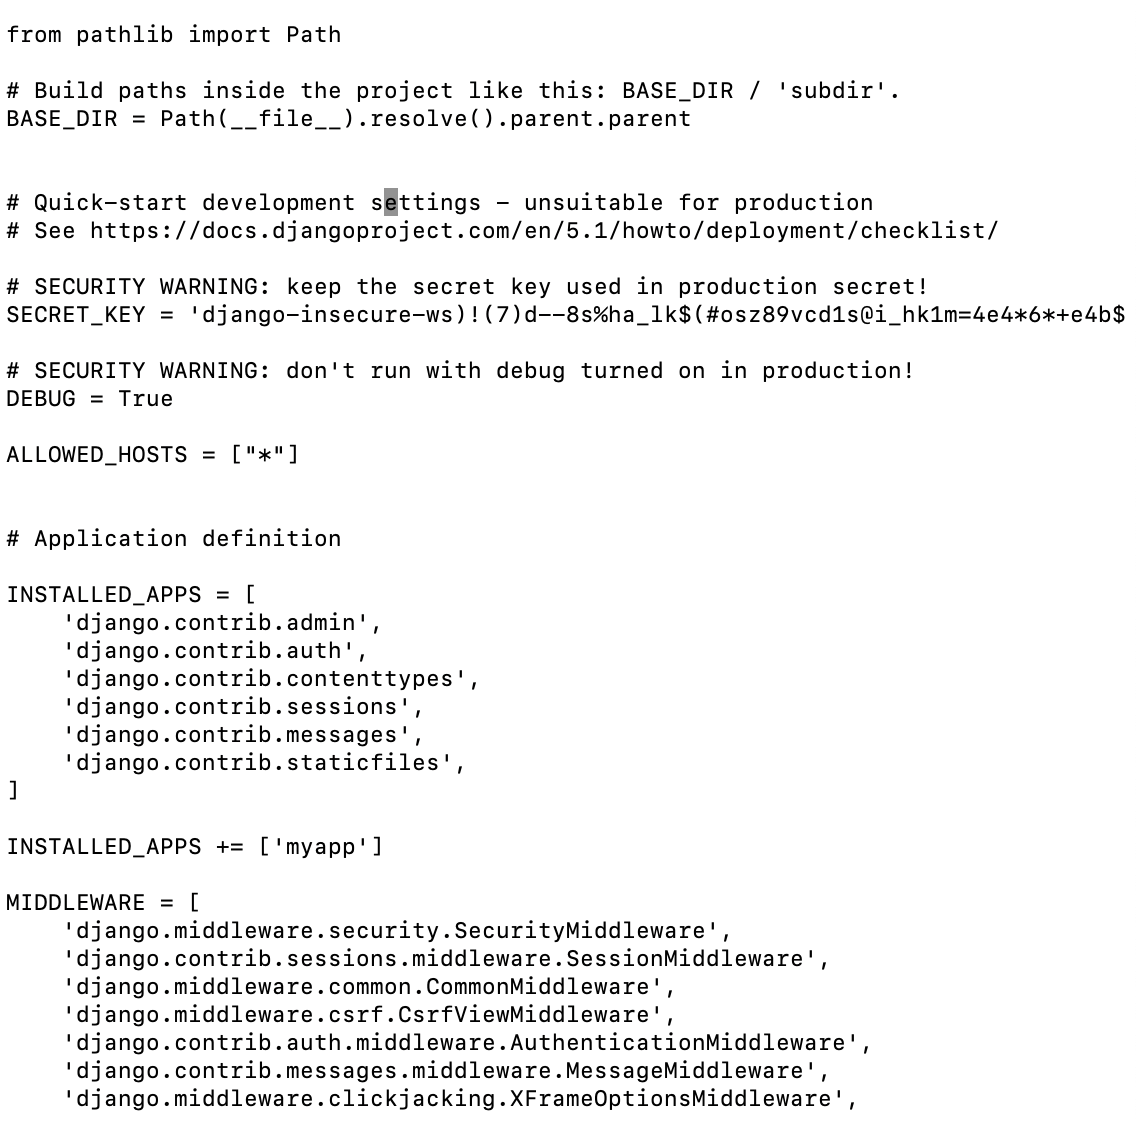 from pathlib import Path
# Build paths inside the project like this: BASE_DIR / 'subdir'.
BASE_DIR = Path(__file__).resolve().parent.parent
# Quick-start development settings - unsuitable for production
# See https://docs.djangoproject.com/en/5.1/howto/deployment/checklist/
# SECURITY WARNING: keep the secret key used in production secret!
SECRET_KEY = 'django-insecure-ws)!(7)d--8s%ha_lk$(#osz89vcd1s@i_hk1m=4e4*6*+e4b$
# SECURITY WARNING: don't run with debug turned on in production!
DEBUG = True
ALLOWED_HOSTS = ["*"]
# Application definition
INSTALLED_APPS = [
    'django.contrib.admin',
    'django.contrib.auth',
    'django.contrib.contenttypes',
    'django.contrib.sessions',
    'django.contrib.messages',
    'django.contrib.staticfiles',
]
INSTALLED_APPS += ['myapp']
MIDDLEWARE = [
    'django.middleware.security.SecurityMiddleware',
    'django.contrib.sessions.middleware.SessionMiddleware',
    'django.middleware.common.CommonMiddleware',
    'django.middleware.csrf.CsrfViewMiddleware',
    'django.contrib.auth.middleware.AuthenticationMiddleware',
    'django.contrib.messages.middleware.MessageMiddleware',
    'django.middleware.clickjacking.XFrameOptionsMiddleware',